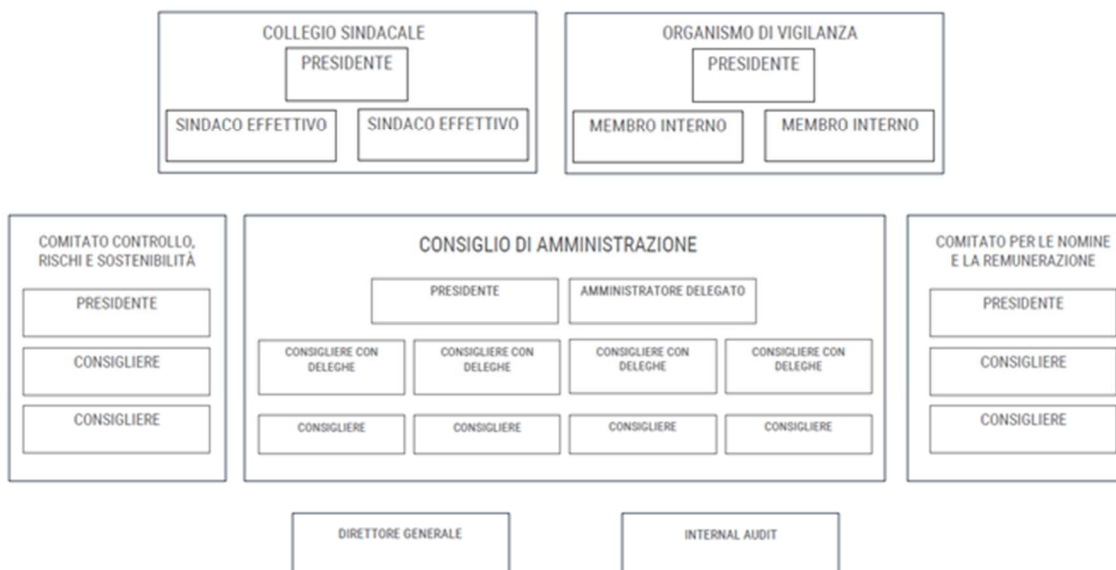 COLLEGIO SINDACALE
PRESIDENTE
SINDACO EFFETTIVO
SINDACO EFFETTIVO
ORGANISMO DI VIGILANZA
PRESIDENTE
MEMBRO INTERNO
MEMBRO INTERNO
COMITATO CONTROLLO,
RISCHI E SOSTENIBILITÀ
PRESIDENTE
CONSIGLIERE
CONSIGLIERE
CONSIGLIO DI AMMINISTRAZIONE
PRESIDENTE
AMMINISTRATORE DELEGATO
CONSIGLIERE CON
DELEGHE
CONSIGLIERE CON
DELEGHE
CONSIGLIERE CON
DELEGHE
CONSIGLIERE CON
DELEGHE
CONSIGLIERE
CONSIGLIERE
CONSIGLIERE
CONSIGLIERE
COMITATO PER LE NOMINE
E LA REMUNERAZIONE
PRESIDENTE
CONSIGLIERE
CONSIGLIERE
DIRETTORE GENERALE
INTERNAL AUDIT